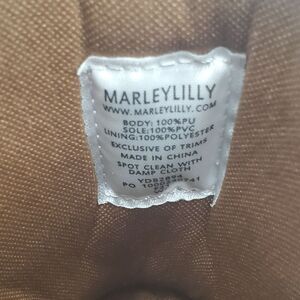 MARLEYLILLY
WWW.MARLEYLILLY.COM
BODY: 100%PU
SOLE:100%PVC
LINING:100%POLYESTER
EXCLUSIVE OF TRIMS
MADE IN CHINA
SPOT CLEAN WITH
DAMP CLOTH
PO